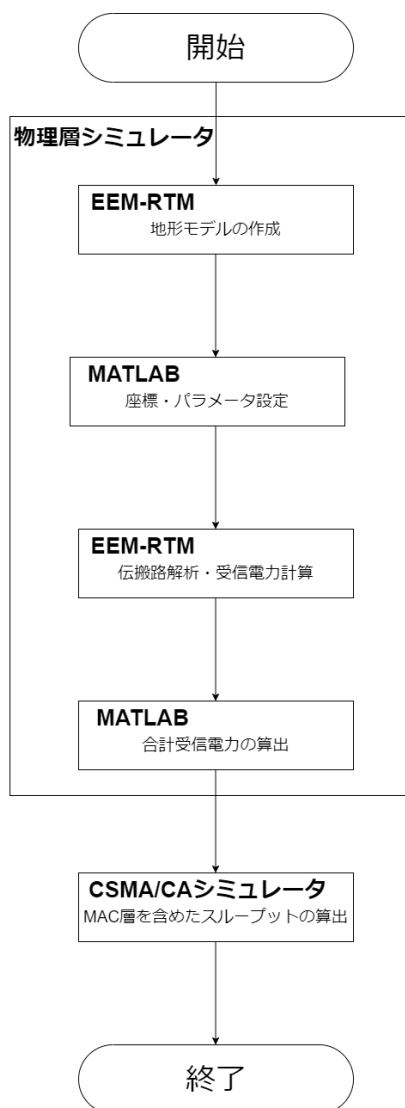 開始
物理層シミュレータ
EEM-RTM
地形モデルの作成
MATLAB
座標・パラメータ設定
EEM-RTM
伝搬路解析・受信電力計算
MATLAB
合計受信電力の算出
CSMA/CAシミュレータ
MAC層を含めたスループットの算出
終了